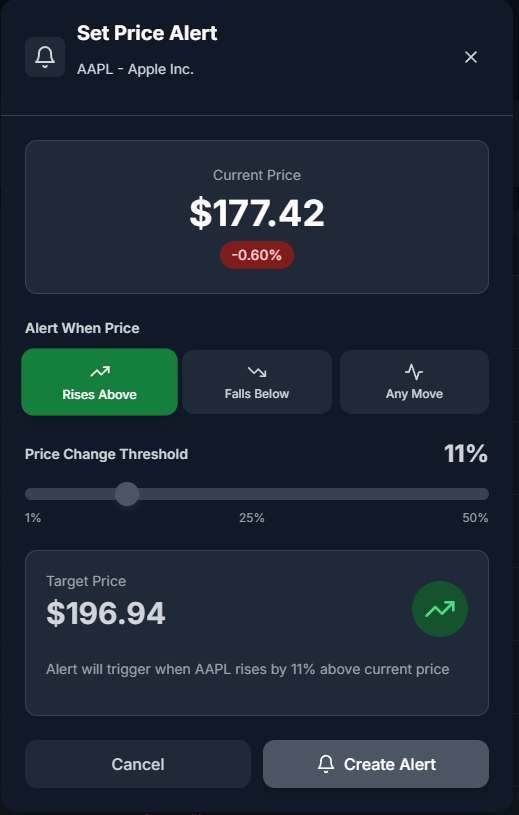 Set Price Alert
AAPL - Apple Inc.
Current Price
$177.42
-0.60%
Alert When Price
Rises Above
Falls Below
Any Move
Price Change Threshold
11%
1%
25%
50%
Target Price
$196.94
Alert will trigger when AAPL rises by 11% above current price
Cancel
Create Alert